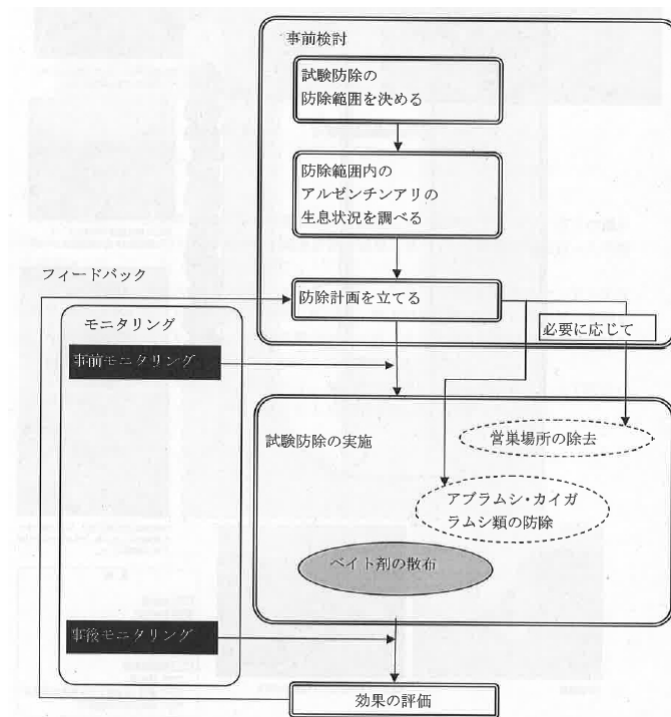 事前検討
試験防除の
防除範囲を決める
防除範囲内の
アルゼンチンアリの
生息状況を調べる
フィードバック
防除計画を立てる
モニタリング
必要に応じて
事前モニタリング
試験防除の実施
営巣場所の除去
アブラムシ・カイガ
ラムシ類の防除
ベイト剤の散布
事後モニタリング
効果の評価